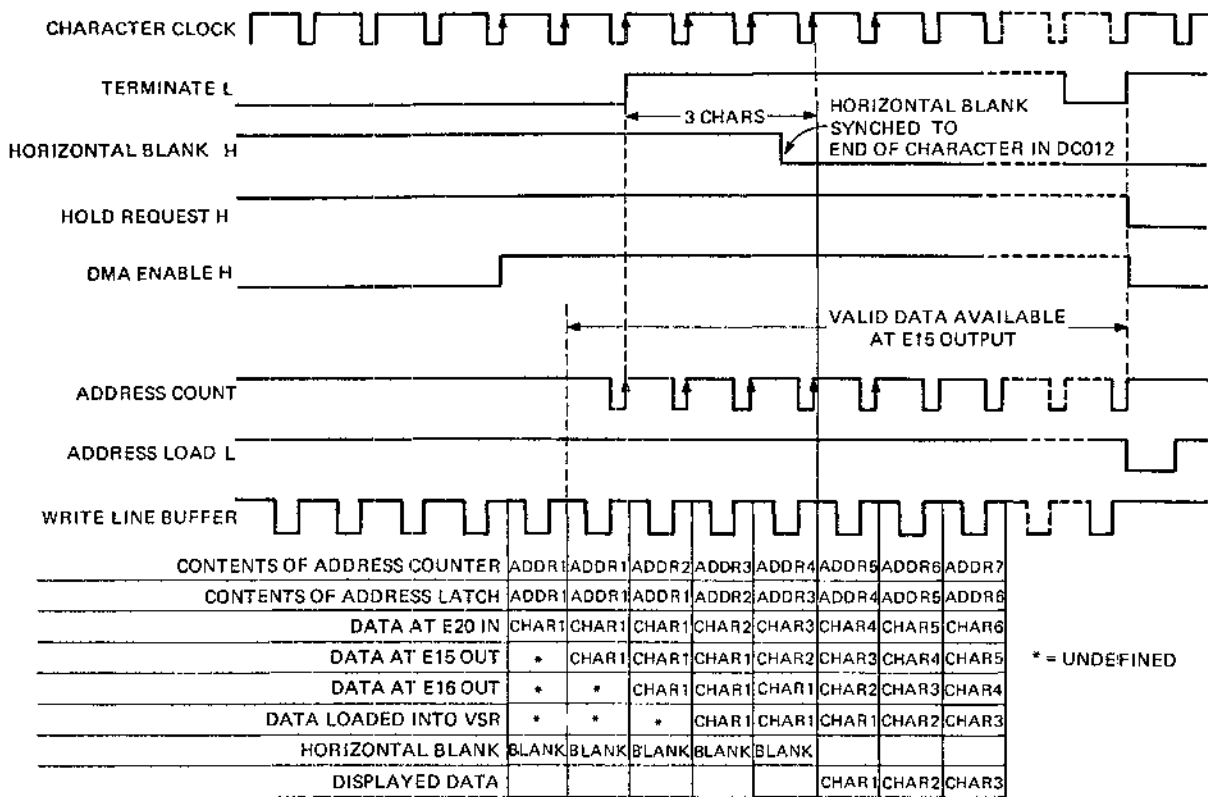 CHARACTER CLOCK
TERMINATE L
3 CHARS
HORIZONTAL BLANK
SYNCHED TO
END OF CHARACTER IN DC012
HORIZONTAL BLANK H
HOLD REQUEST H
DMA ENABLE H
VALID DATA AVAILABLE
AT E15 OUTPUT
ADDRESS COUNT
ADDRESS LOAD L
WRITE LINE BUFFER
CONTENTS OF ADDRESS COUNTER ADDR1 ADDR1 ADDR2 ADDR3 ADDR4 ADDR5 ADDR6 ADDR7
CONTENTS OF ADDRESS LATCH ADDR1 ADDR1 ADDR1 ADDR2 ADDR3 ADDR4 ADDR5 ADDR6
DATA AT E20 IN CHAR1 CHAR1 CHAR1 CHAR2 CHAR3 CHAR4 CHAR5 CHAR6
DATA AT E15 OUT * CHAR1 CHAR1 CHAR1 CHAR2 CHAR3 CHAR4 CHAR5
* = UNDEFINED
DATA AT E16 OUT * * CHAR1 CHAR1 CHAR1 CHAR2 CHAR3 CHAR4
DATA LOADED INTO VSR * * * CHAR1 CHAR1 CHAR1 CHAR2 CHAR3
HORIZONTAL BLANK BLANK BLANK BLANK BLANK BLANK
DISPLAYED DATA CHAR1 CHAR2 CHAR3